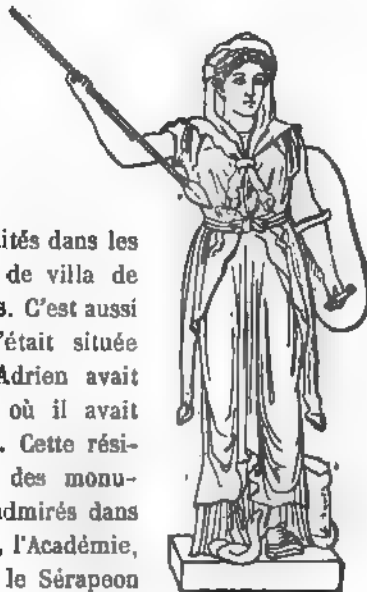 ités dans les
de villa de
s. C'est aussi
'était située
Adrien avait
où il avait
. Cette rési-
des monu-
admirés dans
, l'Académie,
le Sérapeon